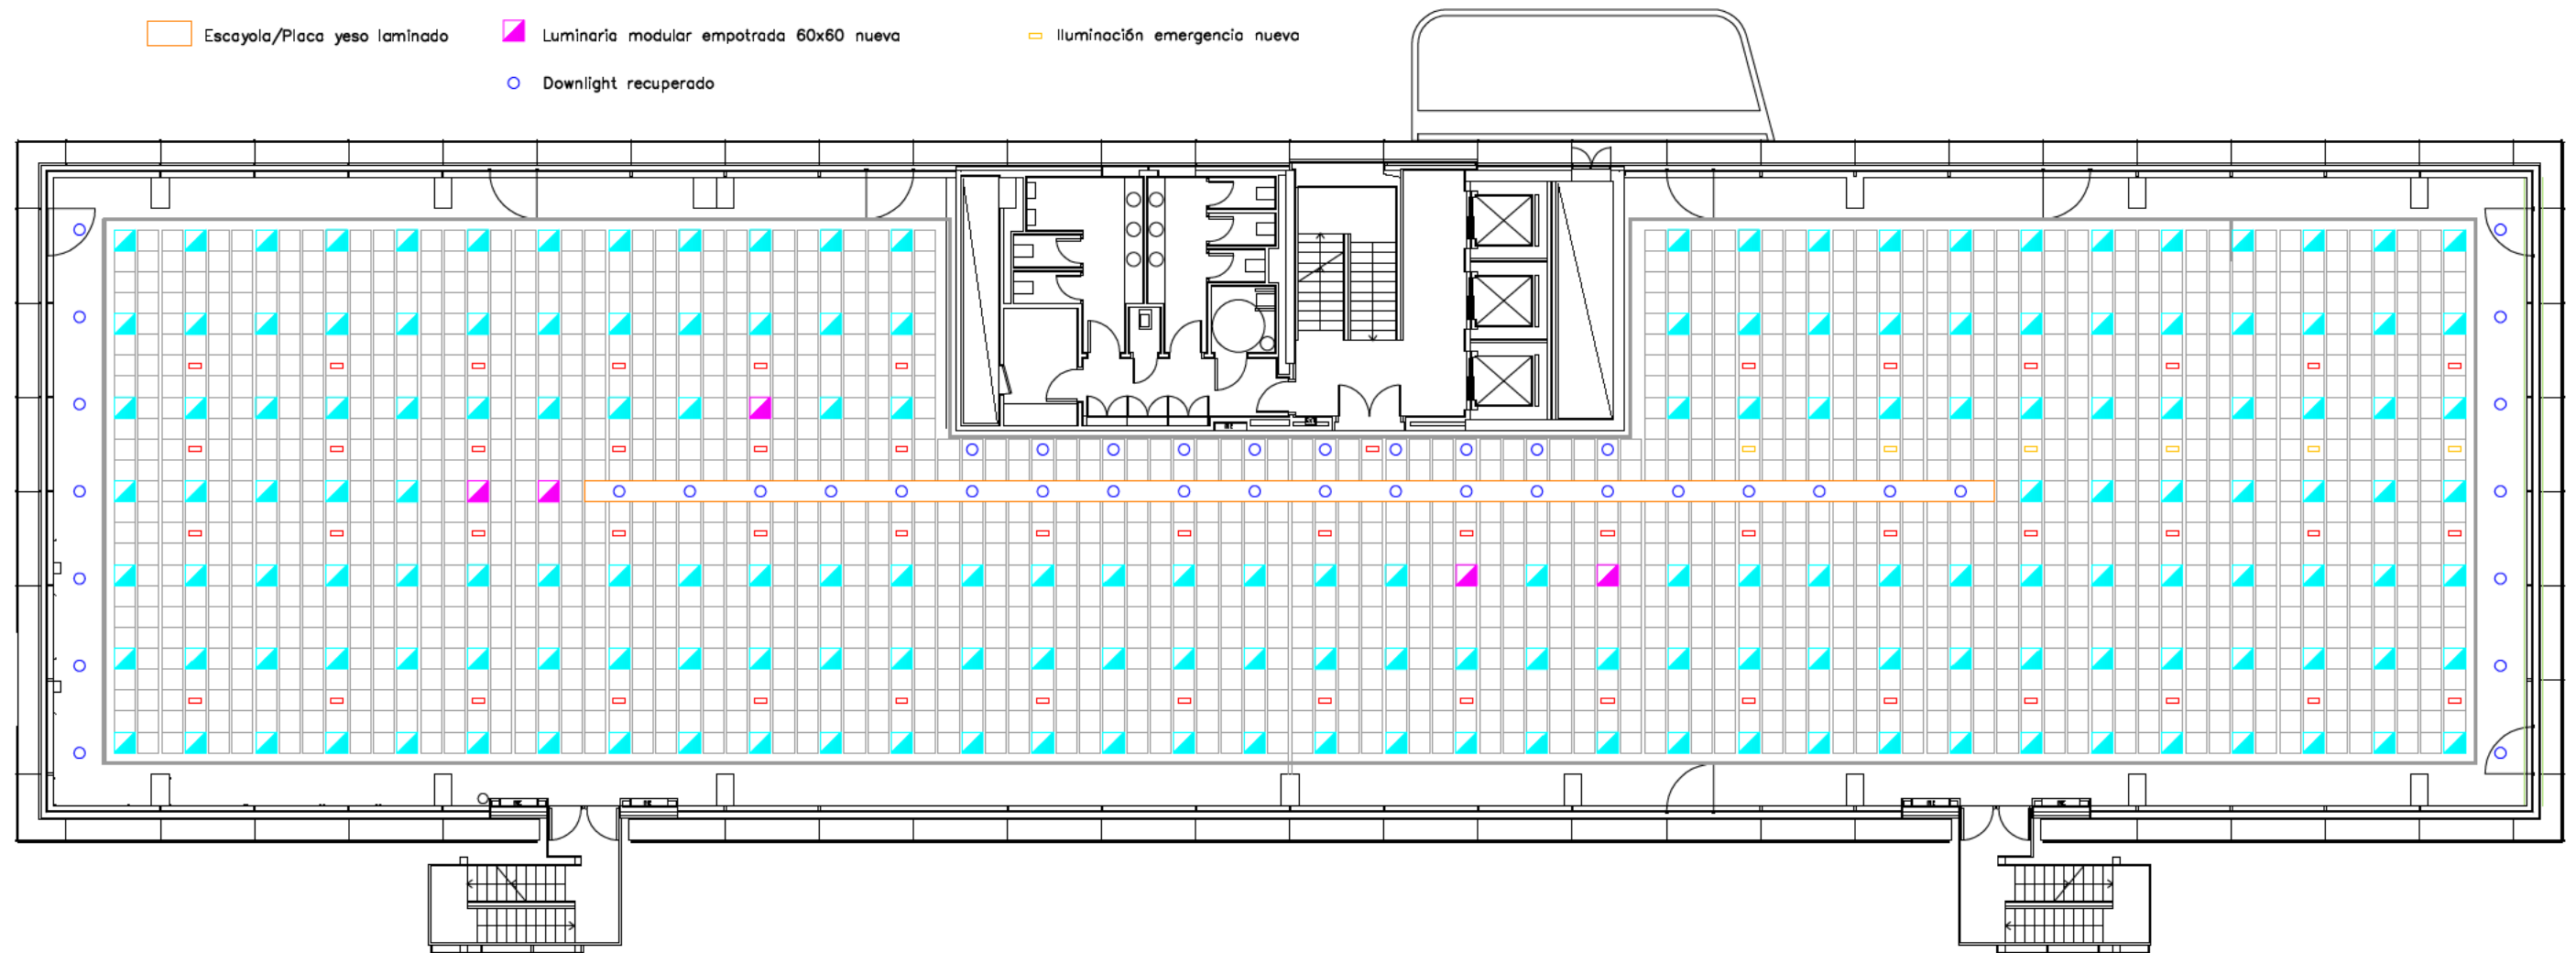 Escayola/Placa yeso laminado
Luminaria modular empotrada 60x60 nueva
Iluminación emergencia nueva
Downlight recuperado